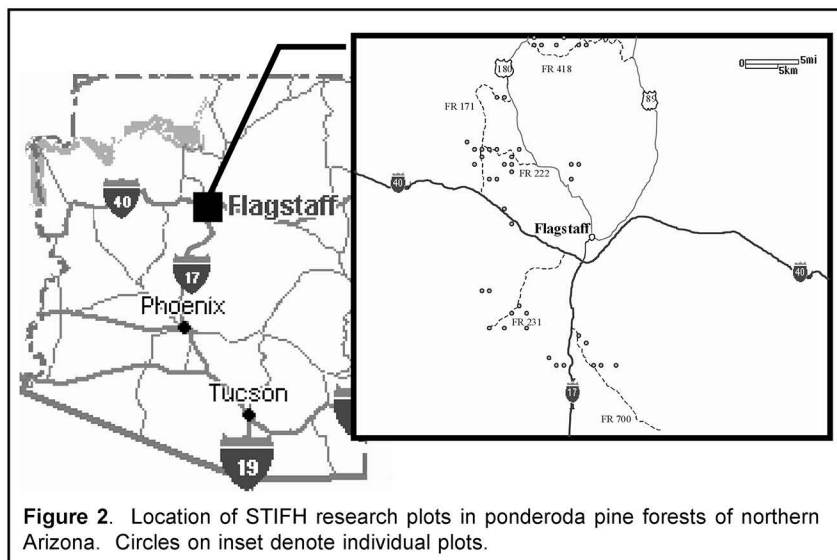 40
Flagstaff
17
Phoenix
Tucson
19
180
FR 418
89
0 5mi
5km
FR 171
FR 222
40
Flagstaff
40
FR 231
17
FR 700
Figure 2. Location of STIFH research plots in ponderoda pine forests of northern
Arizona. Circles on inset denote individual plots.